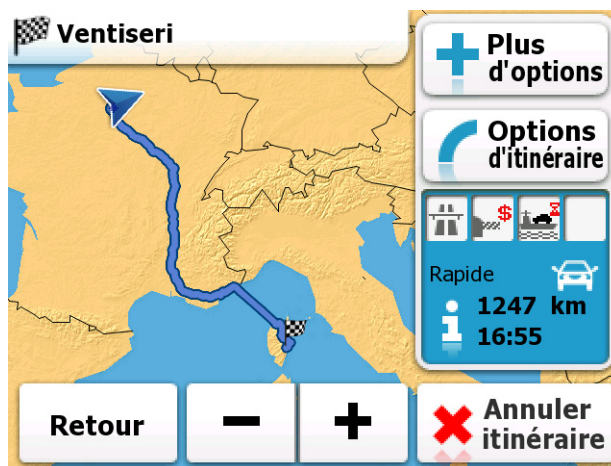 Ventiseri
Plus
d'options
Options
d'itinéraire
$
Rapide
1247 km
16:55
Retour
Annuler
itinéraire